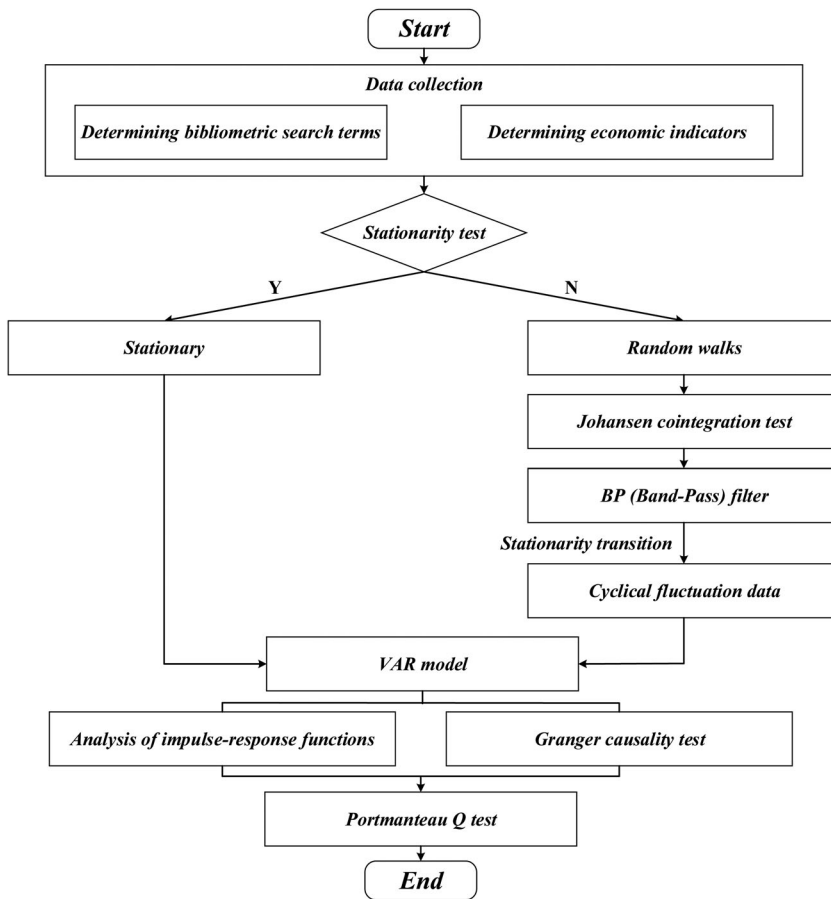 Start
Data collection
Determining bibliometric search terms
Determining economic indicators
Stationarity test
Y
N
Stationary
Random walks
Johansen cointegration test
BP (Band-Pass) filter
Stationarity transition
Cyclical fluctuation data
VAR model
Analysis of impulse-response functions
Granger causality test
Portmanteau Q test
End